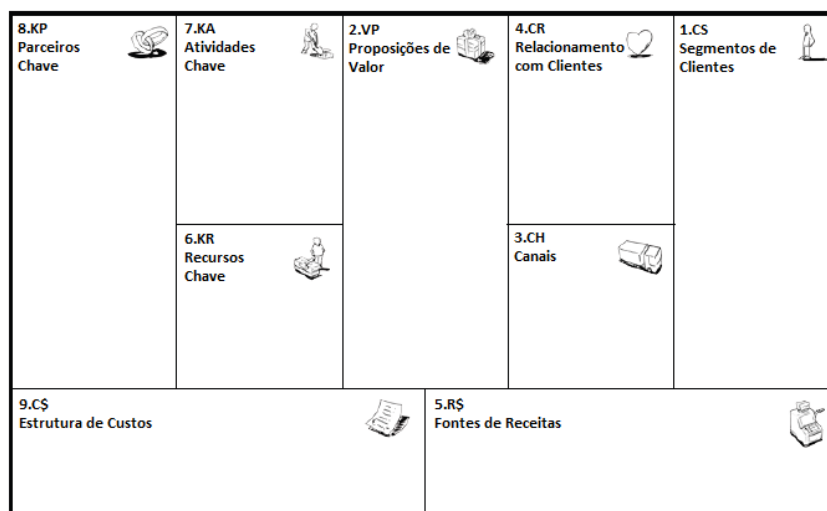 8.KP
Parceiros
Chave
7.KA
Atividades
Chave
2.VP
Proposições de
Valor
4.CR
Relacionamento
com Clientes
1.CS
Segmentos de
Clientes
6.KR
Recursos
Chave
3.CH
Canais
9.C$
Estrutura de Custos
5.R$
Fontes de Receitas